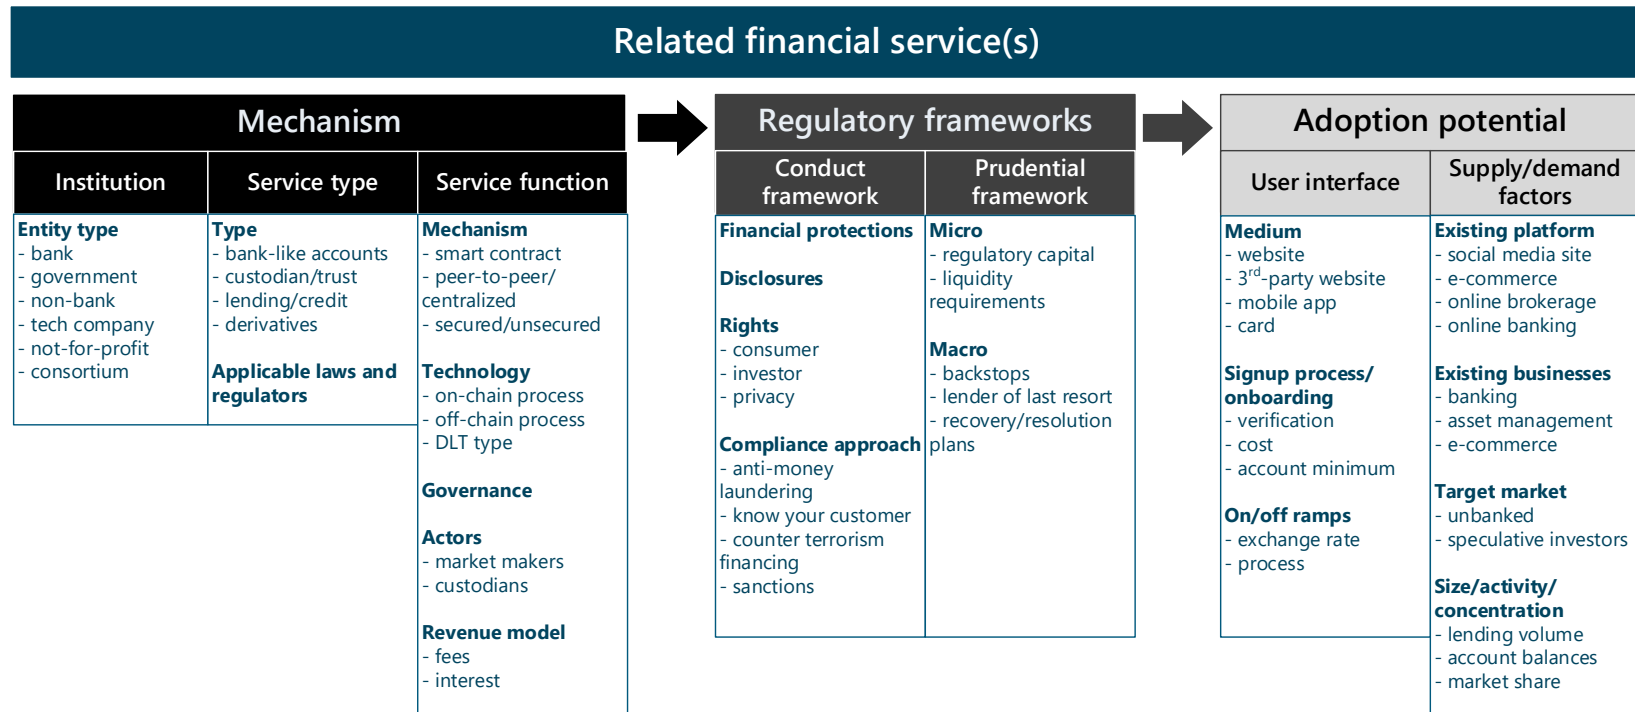 Related financial service(s)
Mechanism
Institution
Service type
Service function
Entity type
- bank
- government
- non-bank
- tech company
- not-for-profit
- consortium
Type
- bank-like accounts
- custodian/trust
- lending/credit
- derivatives
Applicable laws and
regulators
Mechanism
- smart contract
- peer-to-peer/
centralized
- secured/unsecured
Technology
- on-chain process
- off-chain process
- DLT type
Governance
Actors
- market makers
- custodians
Revenue model
- fees
- interest
Regulatory frameworks
Conduct
framework
Prudential
framework
Financial protections
Disclosures
Rights
- consumer
- investor
- privacy
Compliance approach
- anti-money
laundering
- know your customer
- counter terrorism
financing
- sanctions
Micro
- regulatory capital
- liquidity
requirements
Macro
- backstops
- lender of last resort
- recovery/resolution
plans
Adoption potential
User interface
Supply/demand
factors
Medium
- website
- 3rd-party website
- mobile app
- card
Signup process/
onboarding
- verification
- cost
- account minimum
On/off ramps
- exchange rate
- process
Existing platform
- social media site
- e-commerce
- online brokerage
- online banking
Existing businesses
- banking
- asset management
- e-commerce
Target market
- unbanked
- speculative investors
Size/activity/
concentration
- lending volume
- account balances
- market share